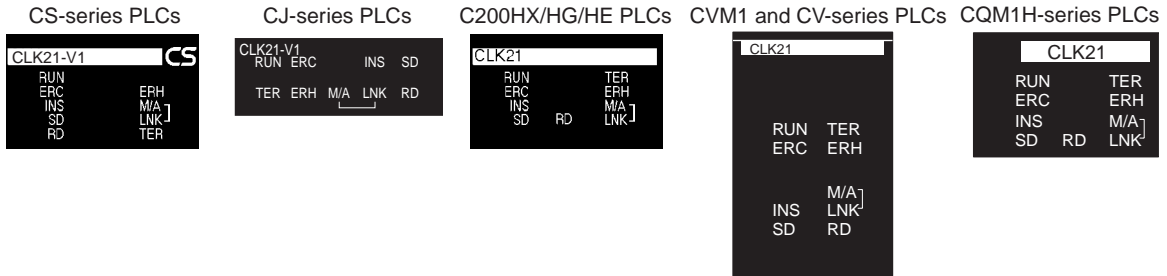 CS-series PLCs
CLK21-V1 CS
RUN
ERC ERH
INS M/A
SD LNK
RD TER
CJ-series PLCs
CLK21-V1
RUN ERC INS SD
TER ERH M/A LNK RD
C200HX/HG/HE PLCs
CLK21
RUN TER
ERC ERH
INS M/A
SD RD LNK
CVM1 and CV-series PLCs
CLK21
RUN TER
ERC ERH
M/A
INS LNK
SD RD
CQM1H-series PLCs
CLK21
RUN TER
ERC ERH
INS M/A
SD RD LNK